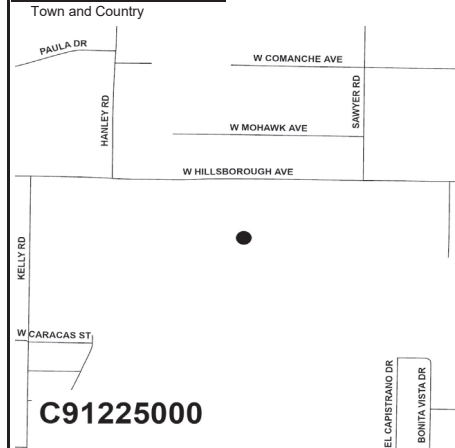 Town and Country
PAULA DR
W COMANCHE AVE
HANLEY RD
SAWYER RD
W MOHAWK AVE
W HILLSBOROUGH AVE
KELLY RD
W CARACAS ST
EL CAPISTRANO DR
BONITA VISTA DR
C91225000